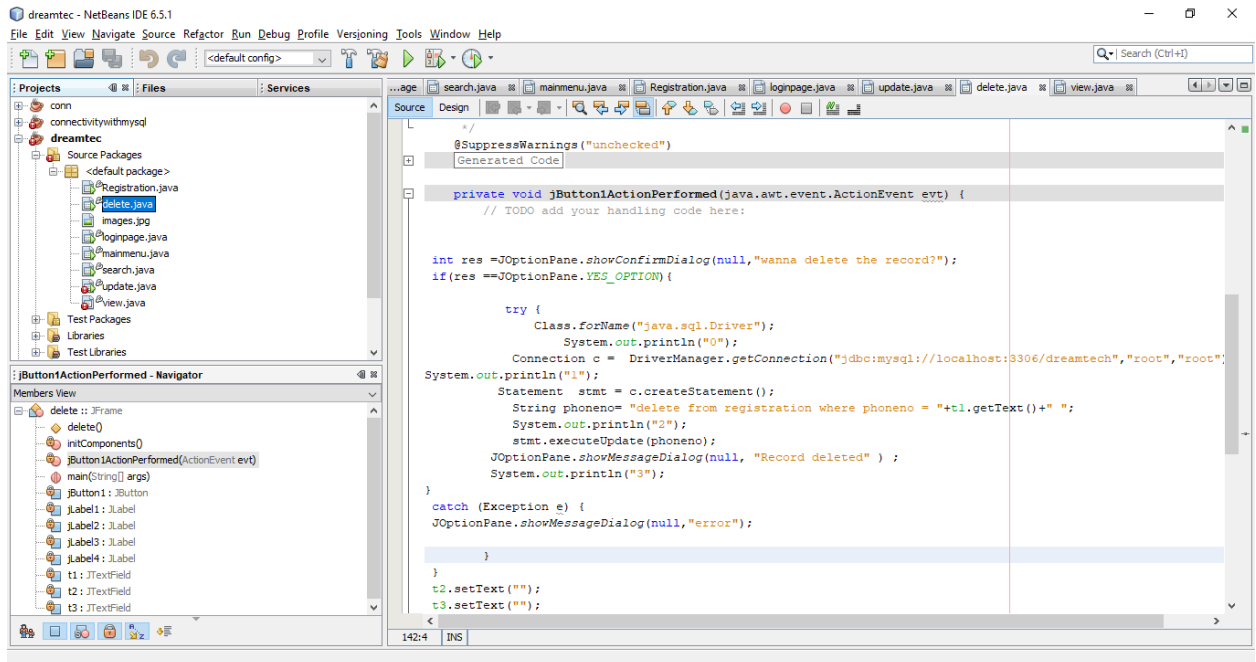 dreamtec - NetBeans IDE 6.5.1
File Edit View Navigate Source Refactor Run Debug Profile Versioning Tools Window Help
<default config>
Search (Ctrl+I)
Projects
Files
Services
conn
connectivitywithmysql
dreamtec
Source Packages
<default package>
Registration.java
delete.java
images.jpg
loginpage.java
mainmenu.java
search.java
update.java
view.java
Test Packages
Libraries
Test Libraries
jButton1ActionPerformed - Navigator
Members View
delete :: JFrame
delete()
initComponents()
jButton1ActionPerformed(ActionEvent evt)
main(String[] args)
jButton1 : JButton
jLabel1 : JLabel
jLabel2 : JLabel
jLabel3 : JLabel
jLabel4 : JLabel
t1 : JTextField
t2 : JTextField
t3 : JTextField
...age search.java mainmenu.java Registration.java loginpage.java update.java delete.java view.java
Source Design
*/
@SuppressWarnings("unchecked")
Generated Code
private void jButton1ActionPerformed(java.awt.event.ActionEvent evt) {
// TODO add your handling code here:
int res =JOptionPane.showConfirmDialog(null,"wanna delete the record?");
if(res ==JOptionPane.YES_OPTION){
try {
Class.forName("java.sql.Driver");
System.out.println("0");
Connection c = DriverManager.getConnection("jdbc:mysql://localhost:3306/dreamtech","root","root")
System.out.println("1");
Statement stmt = c.createStatement();
String phoneno= "delete from registration where phoneno = "+t1.getText()+" ";
System.out.println("2");
stmt.executeUpdate(phoneno);
JOptionPane.showMessageDialog(null, "Record deleted" ) ;
System.out.println("3");
}
catch (Exception e) {
JOptionPane.showMessageDialog(null,"error");
}
}
t2.setText("");
t3.setText("");
142:4 INS